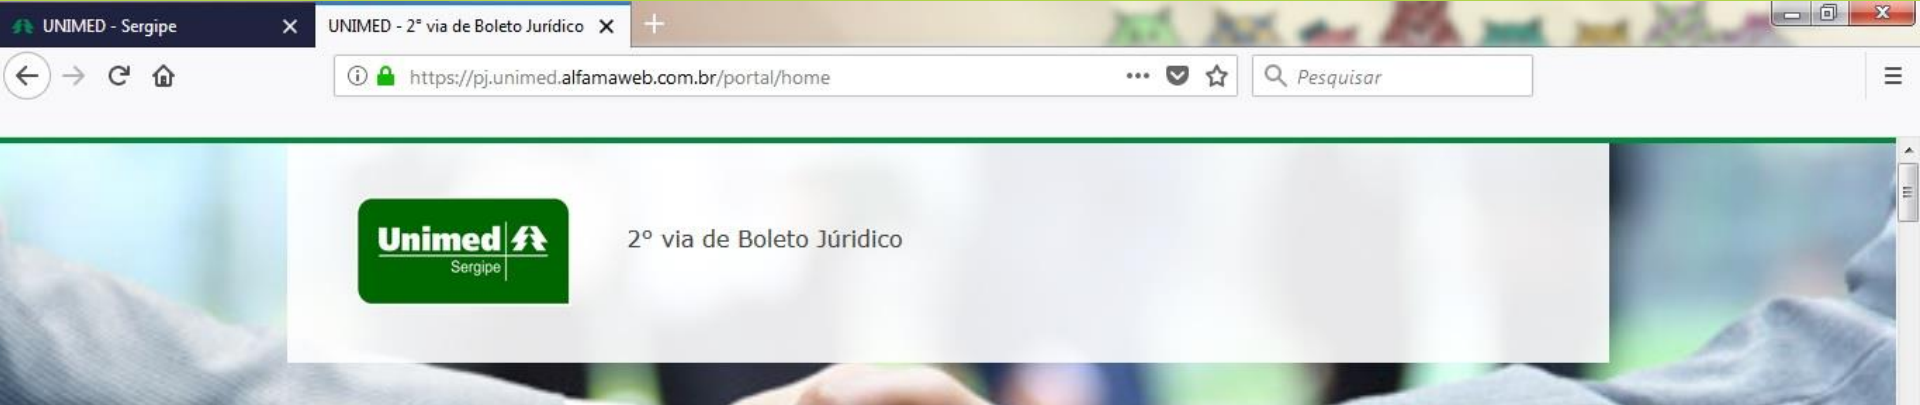 UNIMED - Sergipe
UNIMED - 2° via de Boleto Jurídico
https://pj.unimed.alfamaweb.com.br/portal/home
Pesquisar
Unimed
Sergipe
2º via de Boleto Júridico